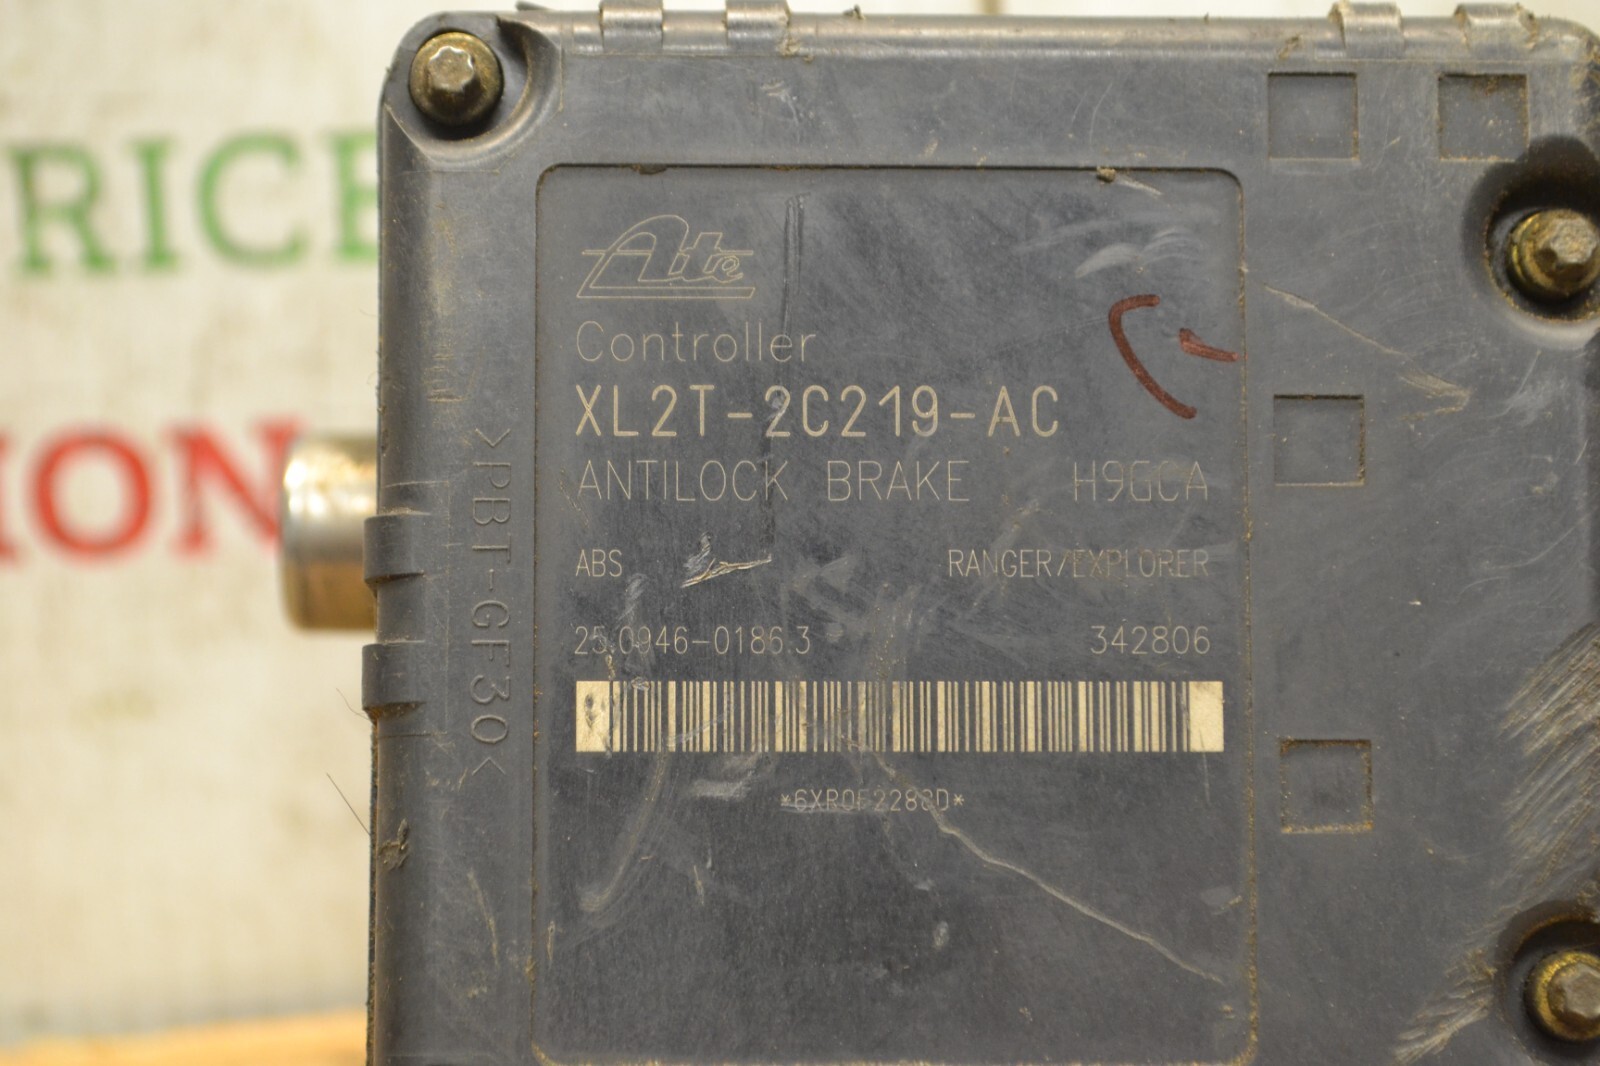 RICE
ION
Ate
Controller
XL2T-2C219-AC
ANTILOCK BRAKE H9GCA
ABS RANGER/EXPLORER
25.0946-0186.3 342806
>PBT-GF30<